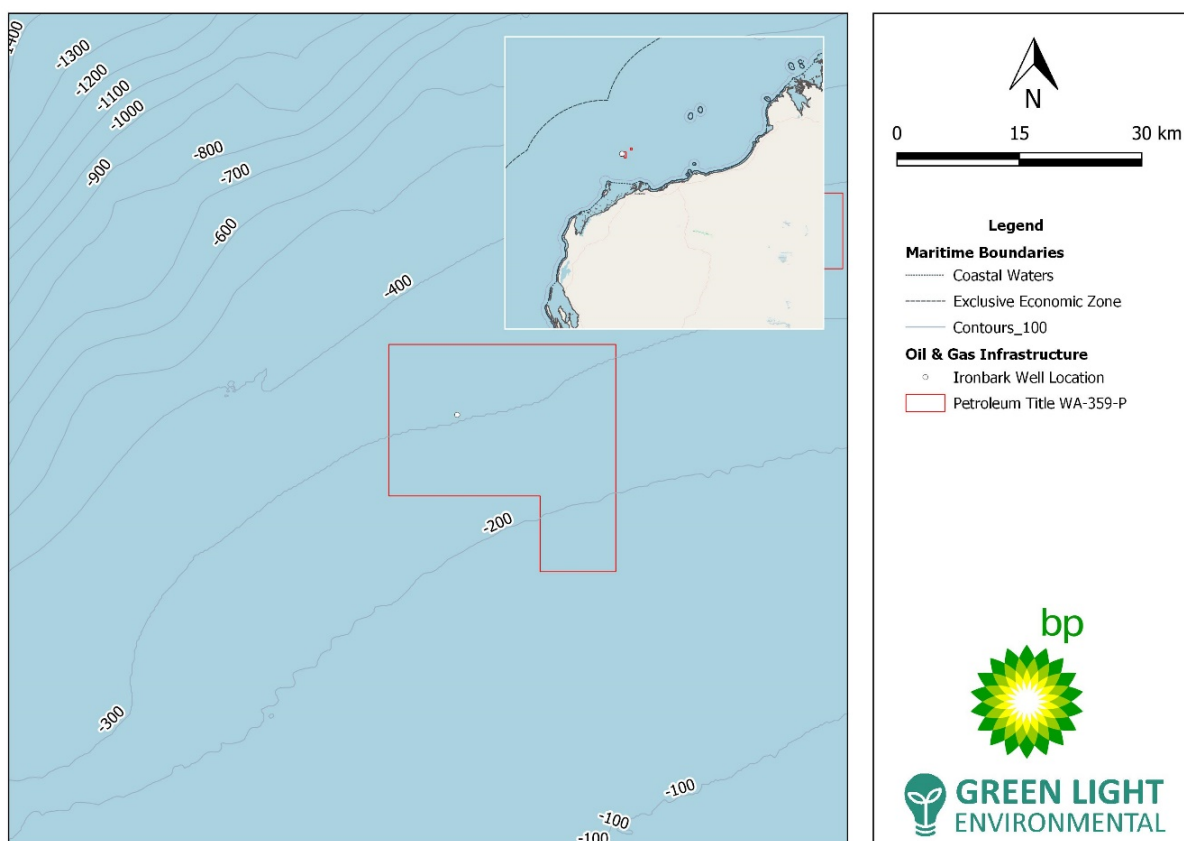 -1400
-1300
-1200
-1100
-1000
-900
-800
-700
-600
-400
-300
-200
-100
-100
-100
N
0 15 30 km
Legend
Maritime Boundaries
Coastal Waters
Exclusive Economic Zone
Contours_100
Oil & Gas Infrastructure
Ironbark Well Location
Petroleum Title WA-359-P
bp
GREEN LIGHT
ENVIRONMENTAL